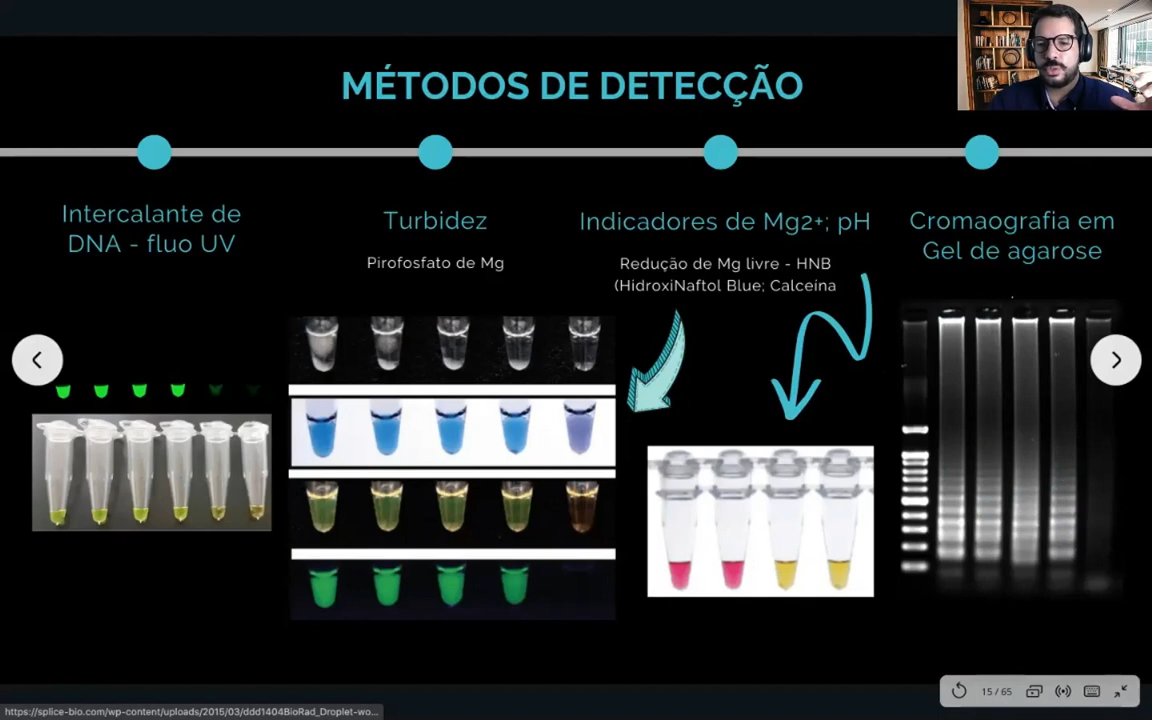 MÉTODOS DE DETECÇÃO
Intercalante de
DNA - fluo UV
Turbidez
Pirofosfato de Mg
Indicadores de Mg2+; pH
Redução de Mg livre - HNB
(HidroxiNaftol Blue; Calceína
Cromaografia em
Gel de agarose
15 / 65
https://splice-bio.com/wp-content/uploads/2015/03/ddd1404BioRad_Droplet-wo...